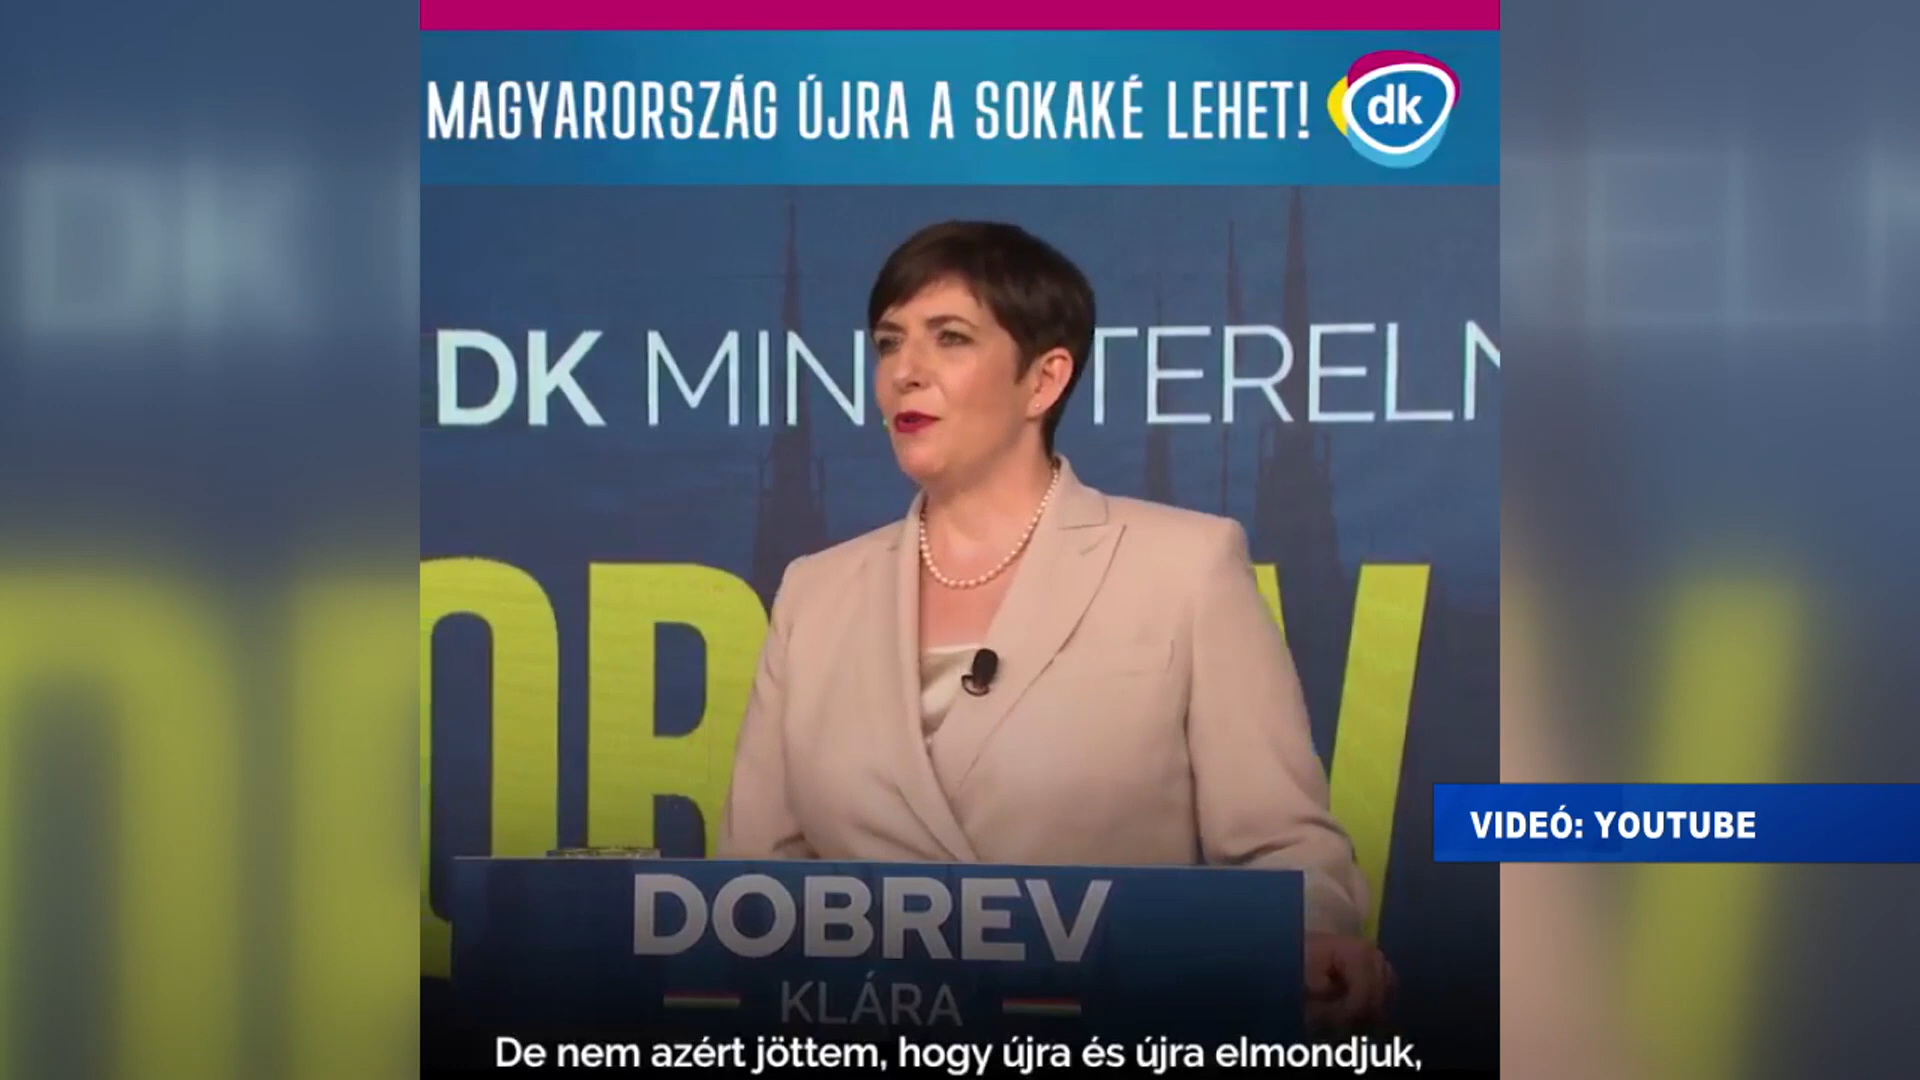 MAGYARORSZÁG ÚJRA A SOKAKÉ LEHET!
dk
DK MIN TERELN
VIDEÓ: YOUTUBE
DOBREV
KLÁRA
De nem azért jöttem, hogy újra és újra elmondjuk,